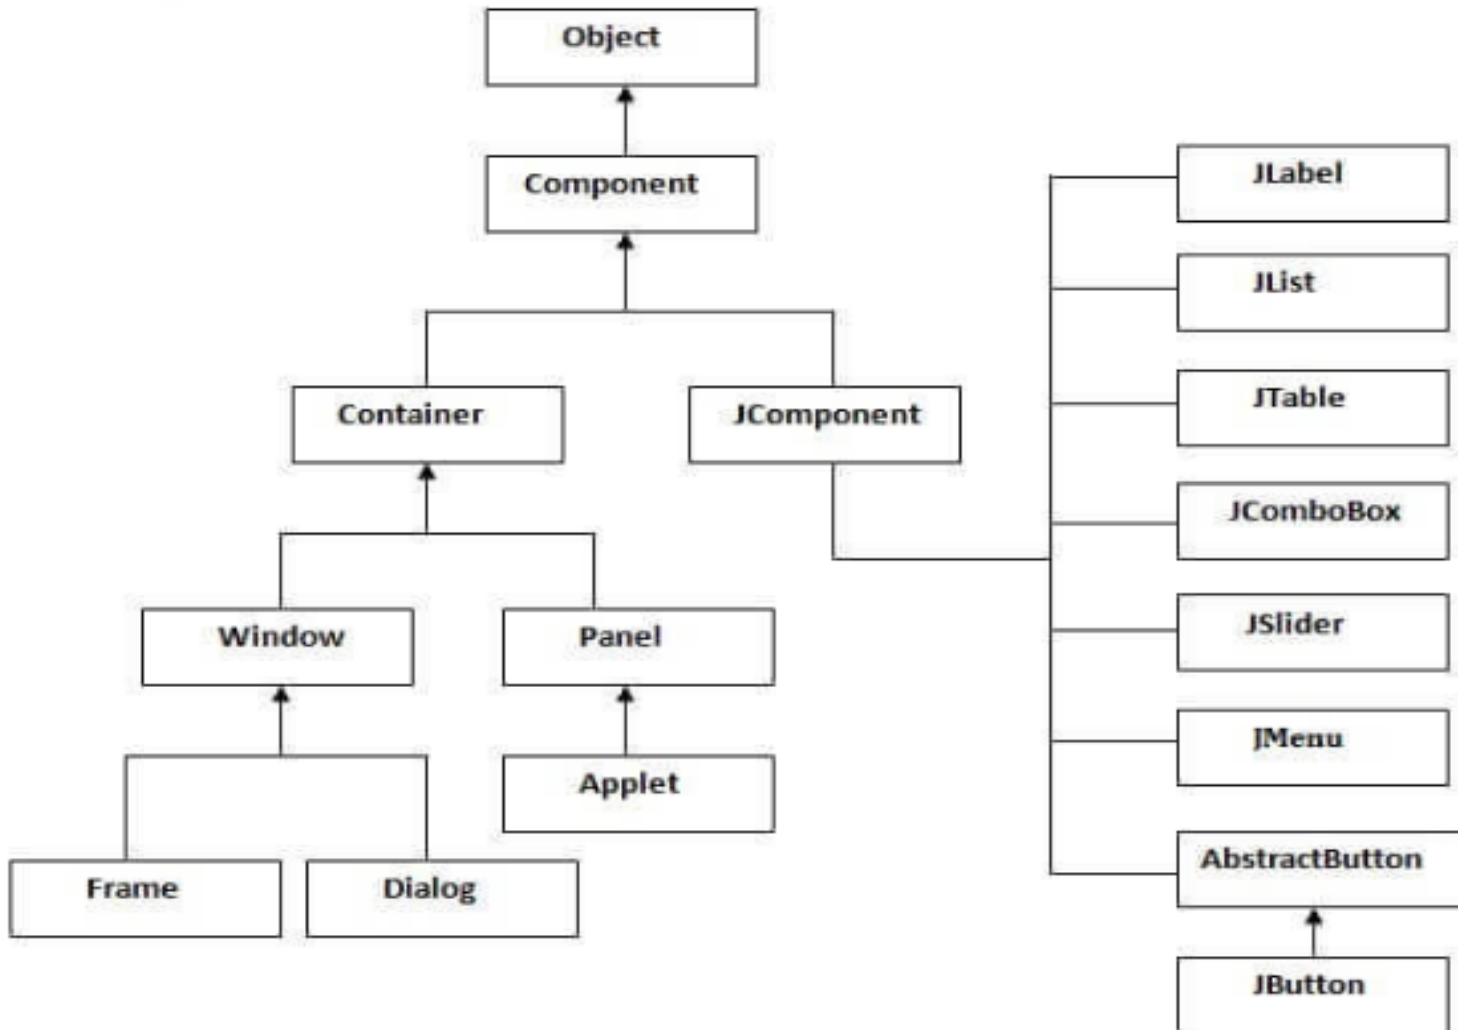 Object
Component
Container
JComponent
Window
Panel
Frame
Dialog
Applet
JLabel
JList
JTable
JComboBox
JSlider
JMenu
AbstractButton
JButton